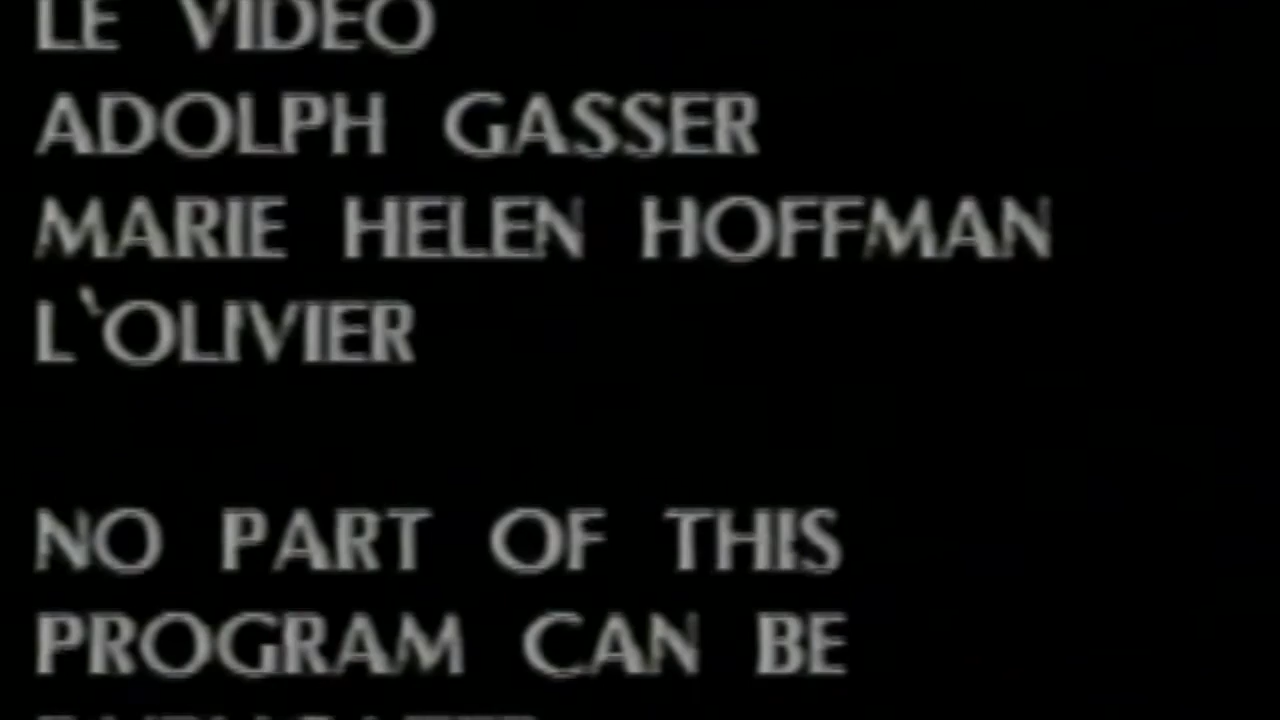 LE VIDEO
ADOLPH GASSER
MARIE HELEN HOFFMAN
L`OLIVIER
NO PART OF THIS
PROGRAM CAN BE